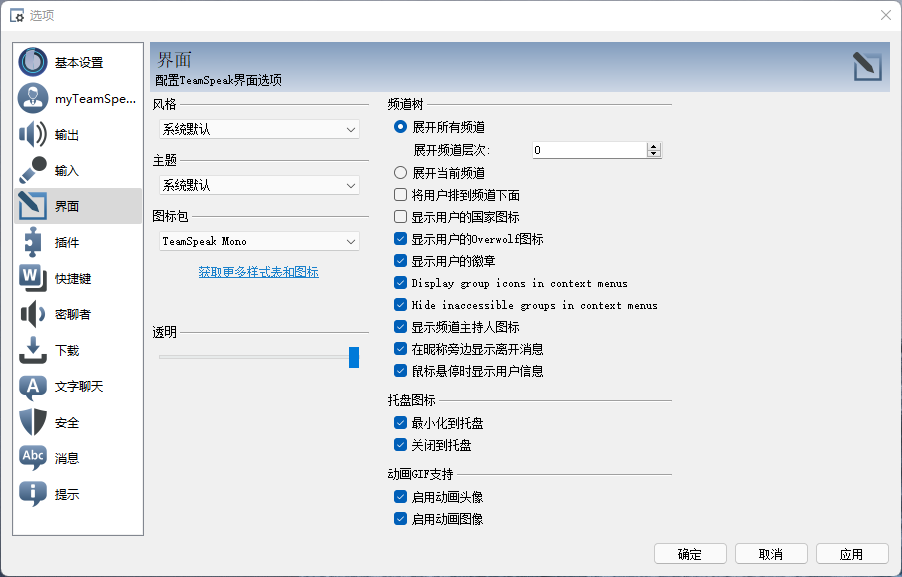 选项
基本设置
myTeamSpe...
输出
输入
界面
插件
快捷键
密聊者
下载
文字聊天
安全
消息
提示
界面
配置TeamSpeak界面选项
风格
系统默认
主题
系统默认
图标包
TeamSpeak Mono
获取更多样式表和图标
透明
频道树
展开所有频道
展开频道层次:
0
展开当前频道
将用户排到频道下面
显示用户的国家图标
显示用户的Overwolf图标
显示用户的徽章
Display group icons in context menus
Hide inaccessible groups in context menus
显示频道主持人图标
在昵称旁边显示离开消息
鼠标悬停时显示用户信息
托盘图标
最小化到托盘
关闭到托盘
动画GIF支持
启用动画头像
启用动画图像
确定
取消
应用